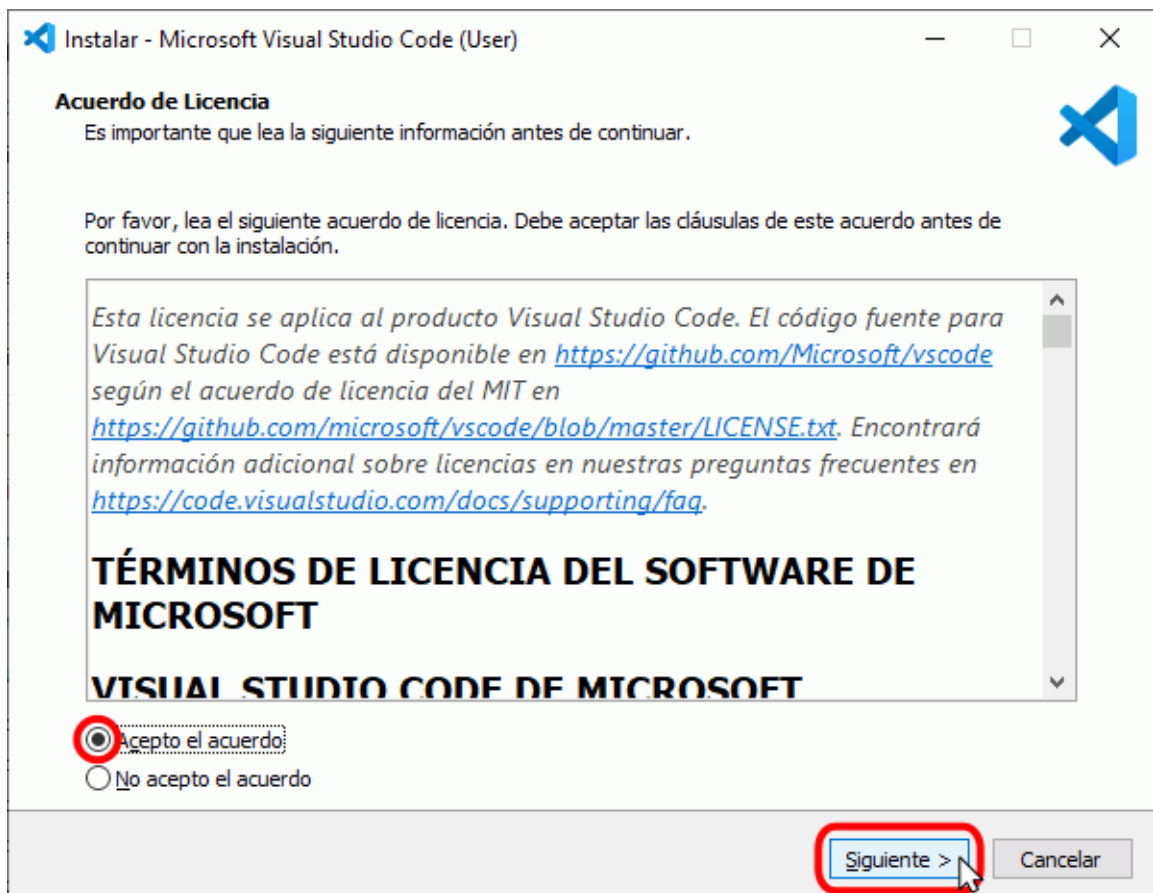 Instalar - Microsoft Visual Studio Code (User)
Acuerdo de Licencia
Es importante que lea la siguiente información antes de continuar.
Por favor, lea el siguiente acuerdo de licencia. Debe aceptar las cláusulas de este acuerdo antes de
continuar con la instalación.
Esta licencia se aplica al producto Visual Studio Code. El código fuente para
Visual Studio Code está disponible en https://github.com/Microsoft/vscode
según el acuerdo de licencia del MIT en
https://github.com/microsoft/vscode/blob/master/LICENSE.txt. Encontrará
información adicional sobre licencias en nuestras preguntas frecuentes en
https://code.visualstudio.com/docs/supporting/faq.
TÉRMINOS DE LICENCIA DEL SOFTWARE DE
MICROSOFT
VISUAL STUDIO CODE DE MICROSOFT
Acepto el acuerdo
No acepto el acuerdo
Siguiente >
Cancelar